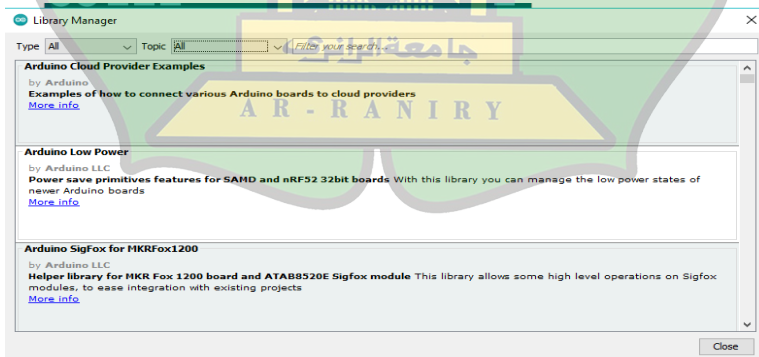 Library Manager
Type All Topic All Filter your search...
جامعة الرانري
Arduino Cloud Provider Examples
by Arduino
Examples of how to connect various Arduino boards to cloud providers
More info
AR-RANIRY
Arduino Low Power
by Arduino LLC
Power save primitives features for SAMD and nRF52 32bit boards With this library you can manage the low power states of
newer Arduino boards
More info
Arduino SigFox for MKRFox1200
by Arduino LLC
Helper library for MKR Fox 1200 board and ATAB8520E Sigfox module This library allows some high level operations on Sigfox
modules, to ease integration with existing projects
More info
Close